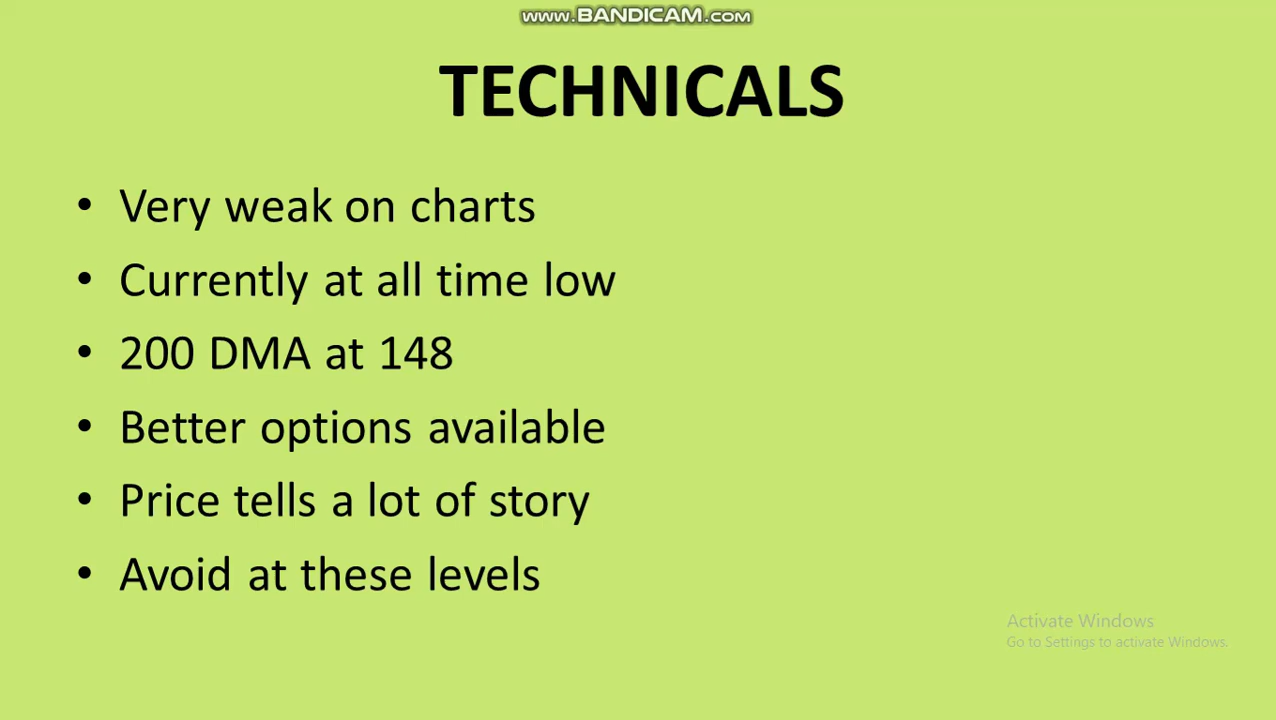 www.BANDICAM.com
TECHNICALS
• Very weak on charts
• Currently at all time low
• 200 DMA at 148
• Better options available
• Price tells a lot of story
• Avoid at these levels
Activate Windows
Go to Settings to activate Windows.